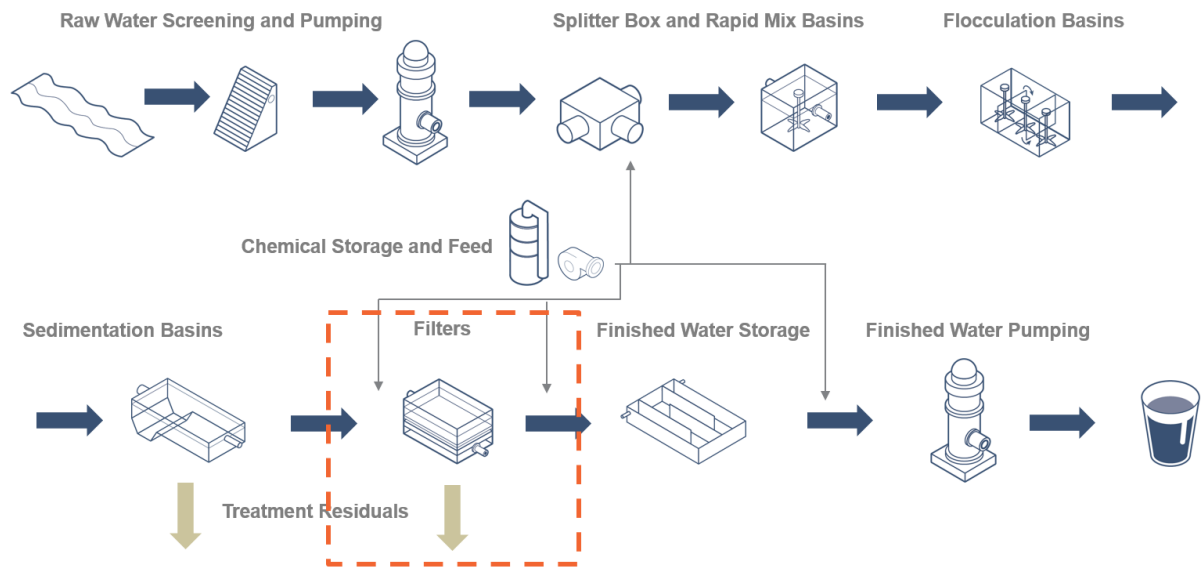 Raw Water Screening and Pumping
Splitter Box and Rapid Mix Basins
Flocculation Basins
Chemical Storage and Feed
Sedimentation Basins
Filters
Finished Water Storage
Finished Water Pumping
Treatment Residuals